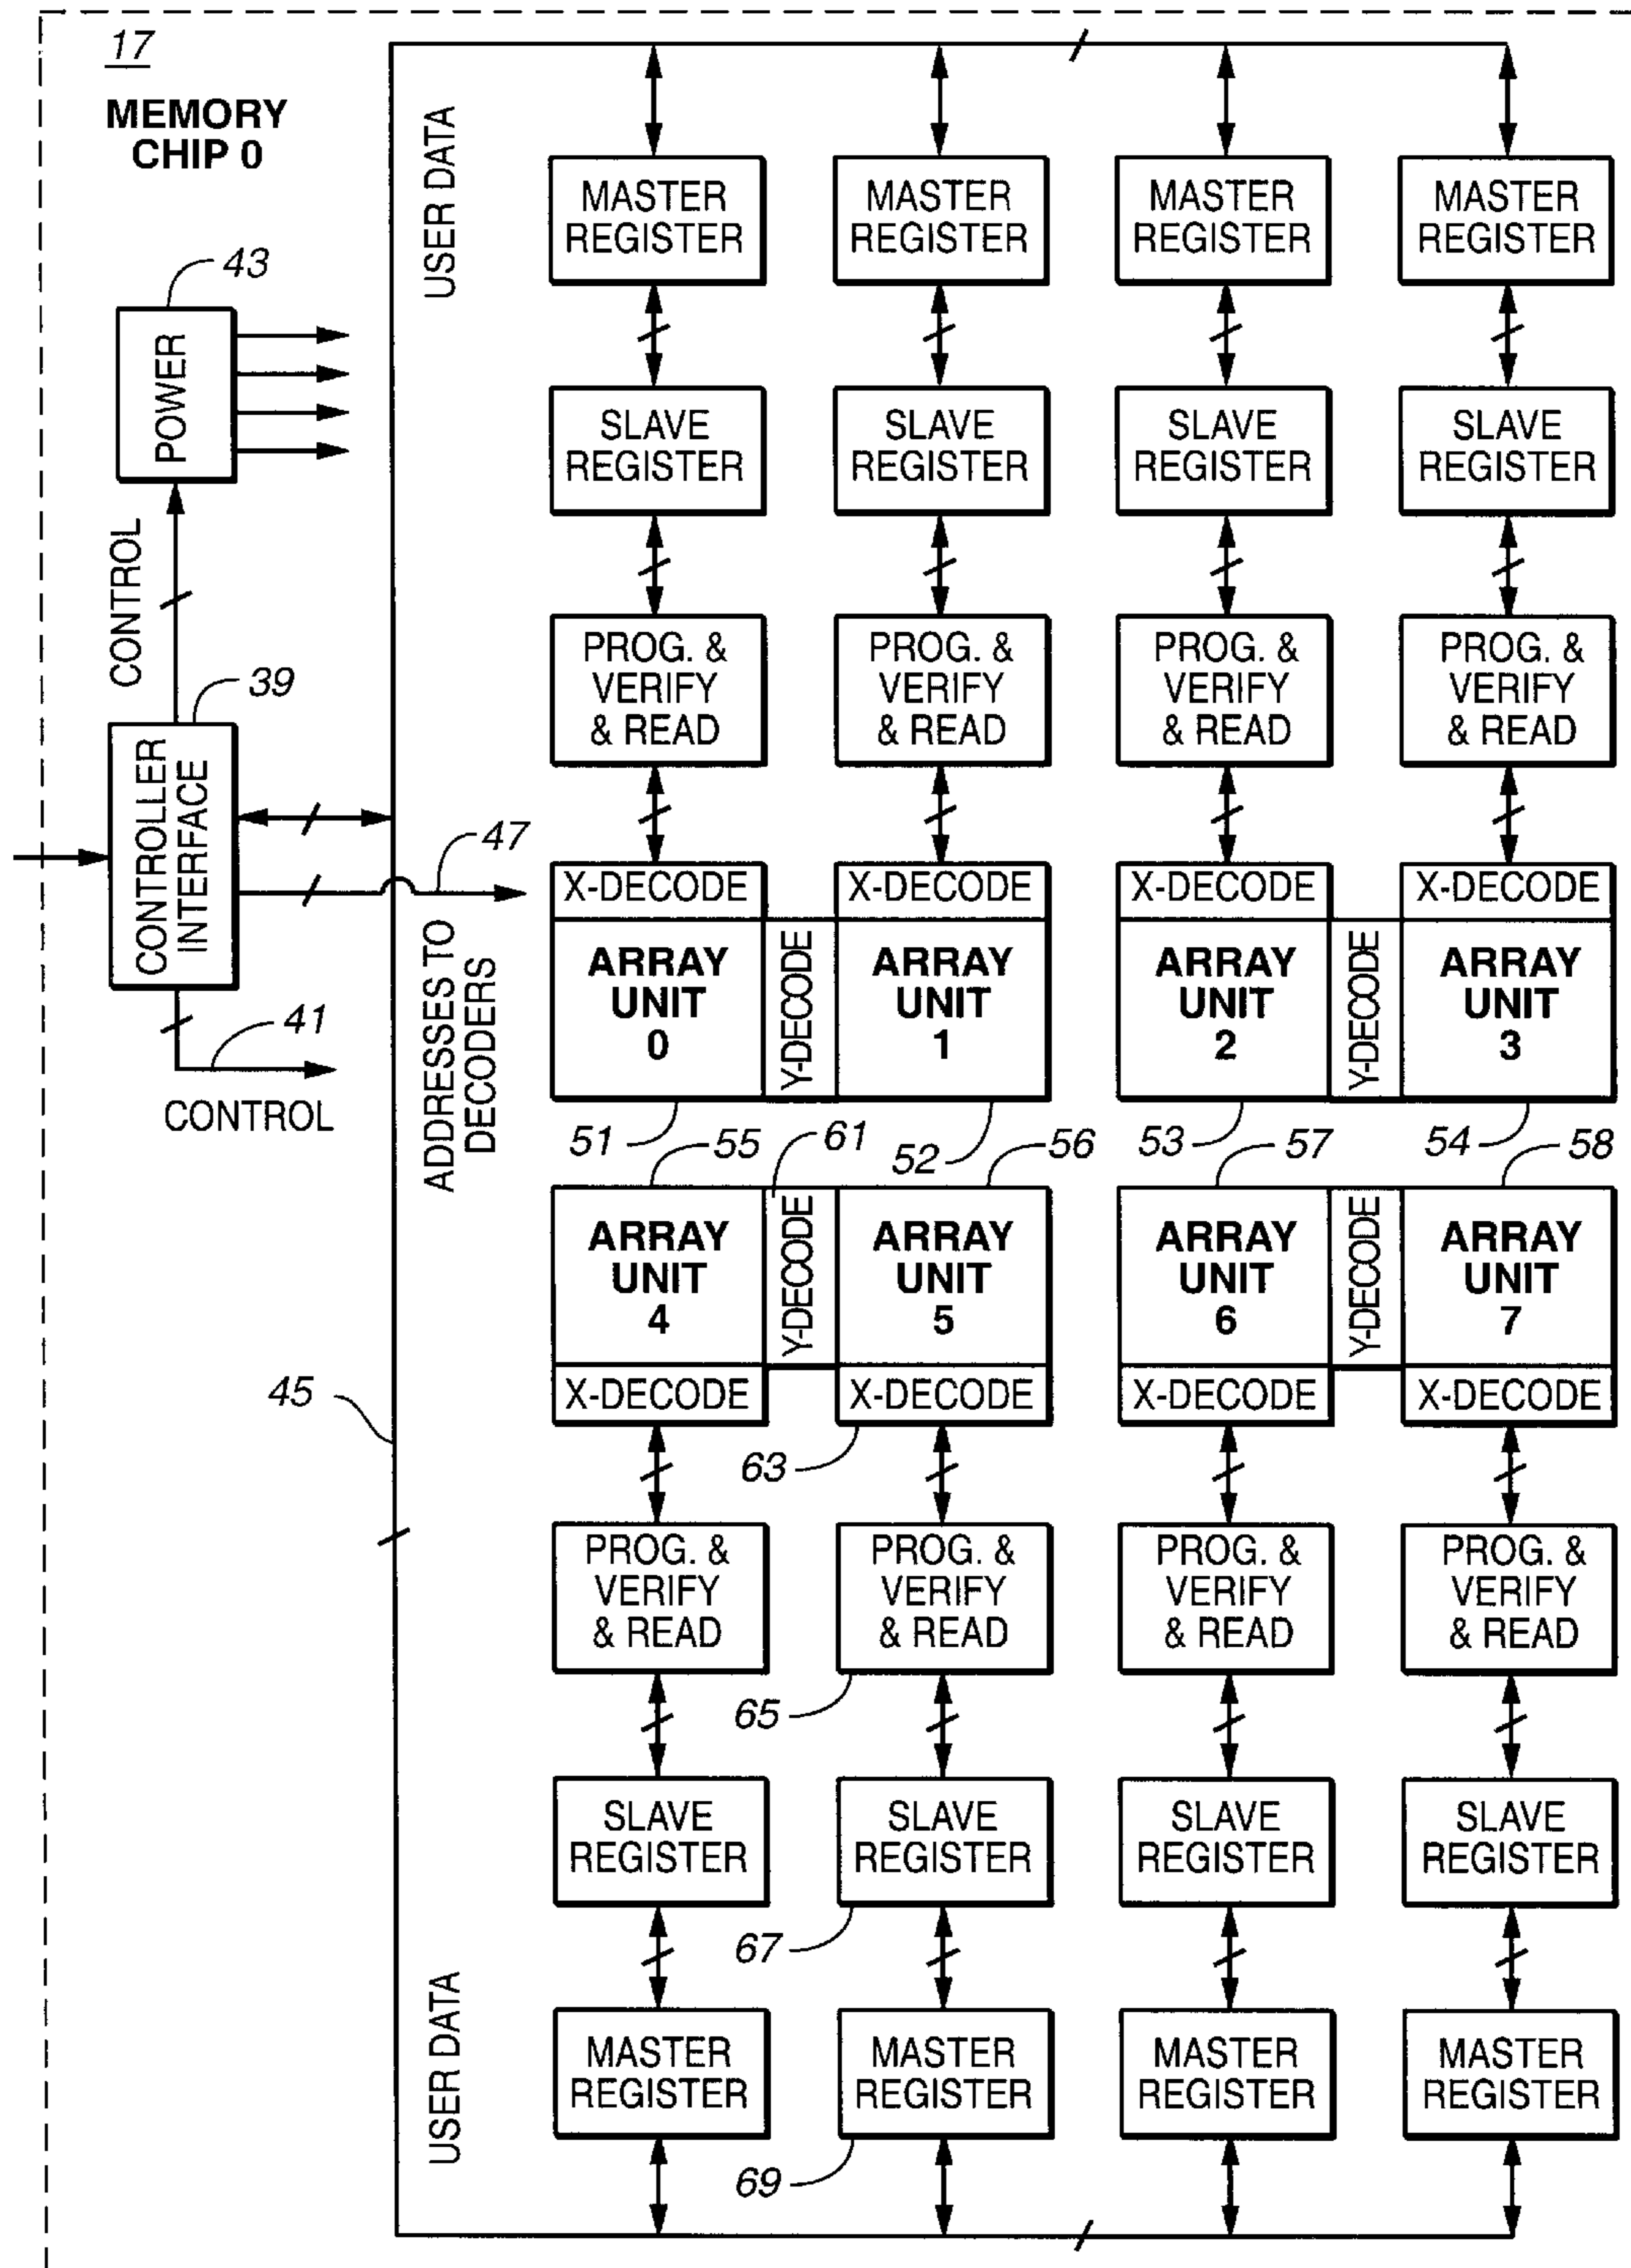 17
MEMORY
CHIP 0
43
POWER
CONTROL
39
CONTROLLER
INTERFACE
47
41
CONTROL
45
USER DATA
ADDRESSES TO
DECODERS
USER DATA
MASTER
REGISTER
MASTER
REGISTER
MASTER
REGISTER
MASTER
REGISTER
SLAVE
REGISTER
SLAVE
REGISTER
SLAVE
REGISTER
SLAVE
REGISTER
PROG. &
VERIFY
& READ
PROG. &
VERIFY
& READ
PROG. &
VERIFY
& READ
PROG. &
VERIFY
& READ
X-DECODE
X-DECODE
X-DECODE
X-DECODE
ARRAY
UNIT
0
Y-DECODE
ARRAY
UNIT
1
ARRAY
UNIT
2
Y-DECODE
ARRAY
UNIT
3
51
52
53
54
55
61
56
57
58
ARRAY
UNIT
4
Y-DECODE
ARRAY
UNIT
5
ARRAY
UNIT
6
Y-DECODE
ARRAY
UNIT
7
X-DECODE
X-DECODE
X-DECODE
X-DECODE
63
PROG. &
VERIFY
& READ
PROG. &
VERIFY
& READ
PROG. &
VERIFY
& READ
PROG. &
VERIFY
& READ
65
SLAVE
REGISTER
SLAVE
REGISTER
SLAVE
REGISTER
SLAVE
REGISTER
67
MASTER
REGISTER
MASTER
REGISTER
MASTER
REGISTER
MASTER
REGISTER
69